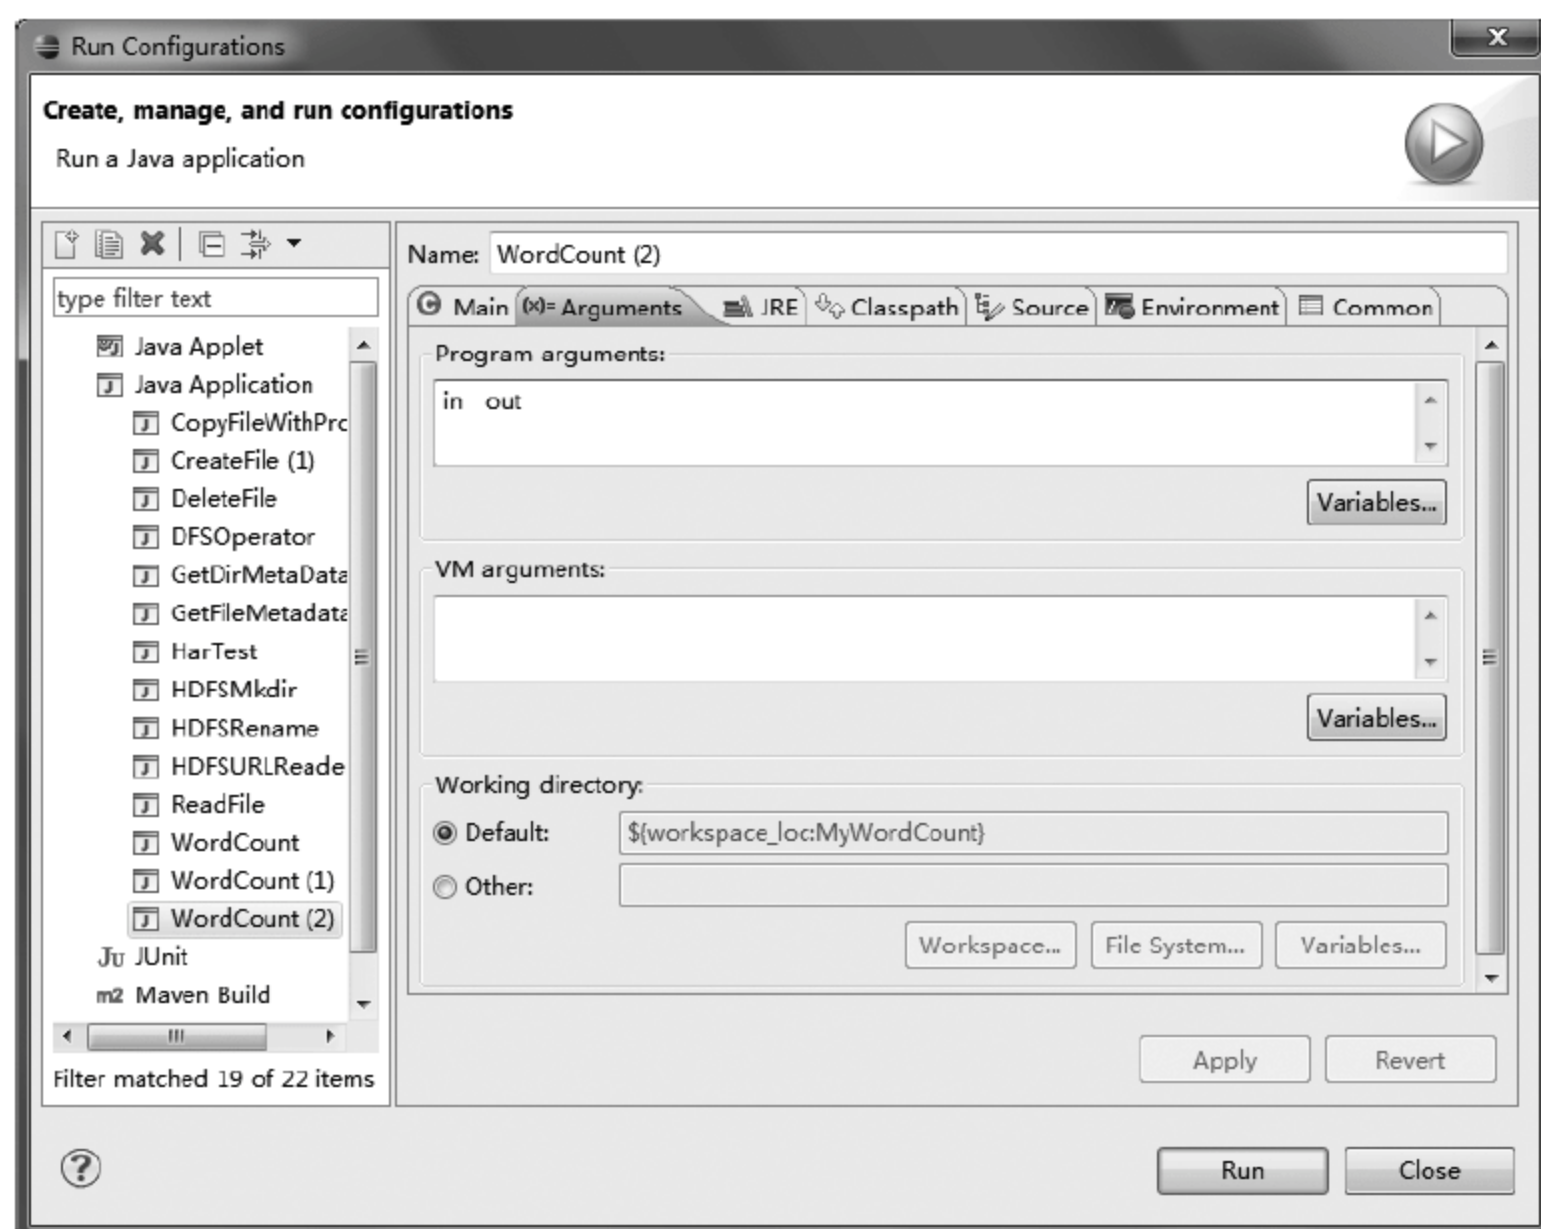 Run Configurations
Create, manage, and run configurations
Run a Java application
type filter text
Java Applet
Java Application
CopyFileWithPrc
CreateFile (1)
DeleteFile
DFSOperator
GetDirMetaData
GetFileMetadata
HarTest
HDFSMkdir
HDFSRename
HDFSURLReade
ReadFile
WordCount
WordCount (1)
WordCount (2)
Ju JUnit
m2 Maven Build
Filter matched 19 of 22 items
Name: WordCount (2)
Main (x)= Arguments JRE Classpath Source Environment Common
Program arguments:
in out
Variables...
VM arguments:
Variables...
Working directory:
Default: ${workspace_loc:MyWordCount}
Other:
Workspace... File System... Variables...
Apply Revert
Run Close